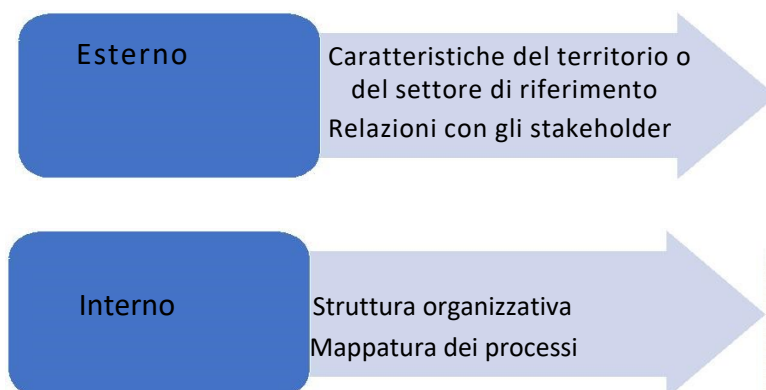 Esterno
Caratteristiche del territorio o
del settore di riferimento
Relazioni con gli stakeholder
Interno
Struttura organizzativa
Mappatura dei processi